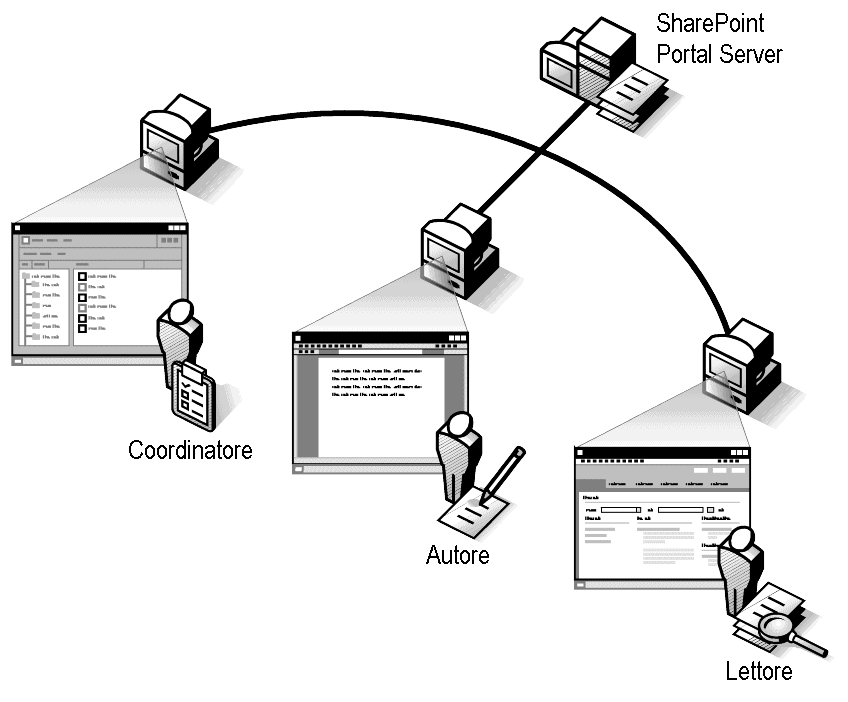 SharePoint
Portal Server
Coordinatore
Autore
Lettore